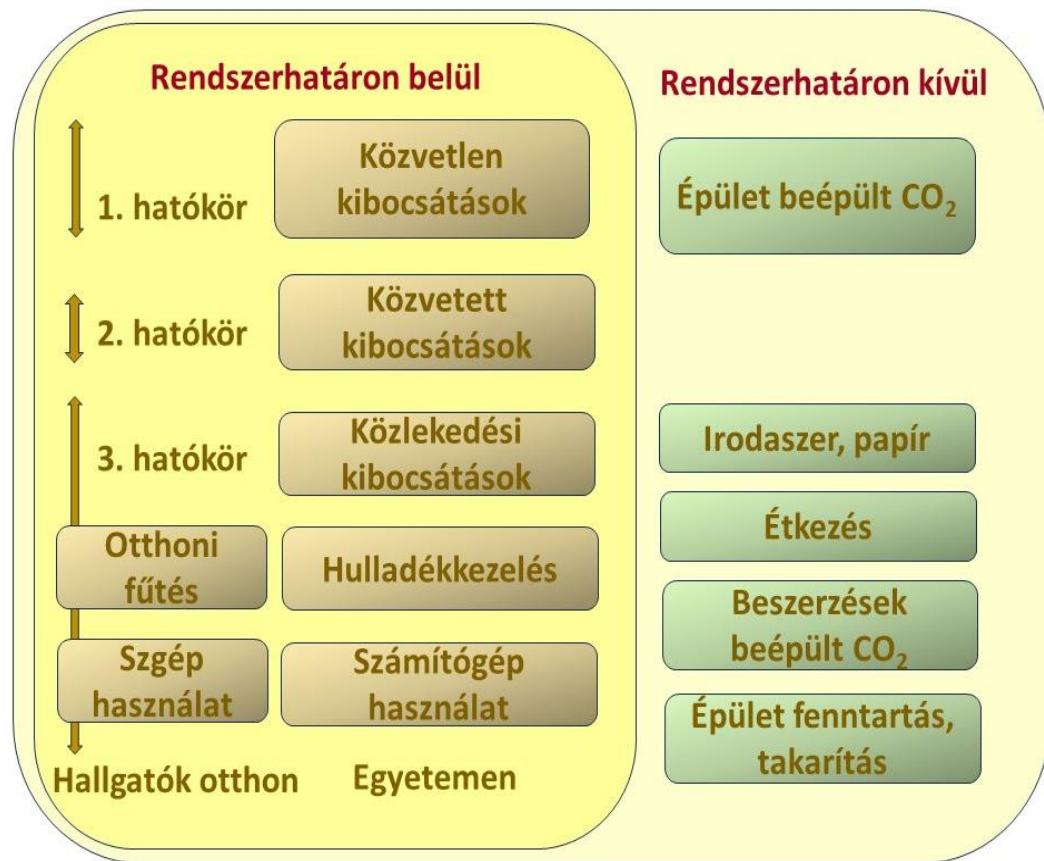 Rendszerhatáron belül
1. hatókör
Közvetlen
kibocsátások
2. hatókör
Közvetett
kibocsátások
3. hatókör
Közlekedési
kibocsátások
Otthoni
fűtés
Hulladékkezelés
Szgép
használat
Számítógép
használat
Hallgatók otthon
Egyetemen
Rendszerhatáron kívül
Épület beépült CO₂
Irodaszer, papír
Étkezés
Beszerzések
beépült CO₂
Épület fenntartás,
takarítás